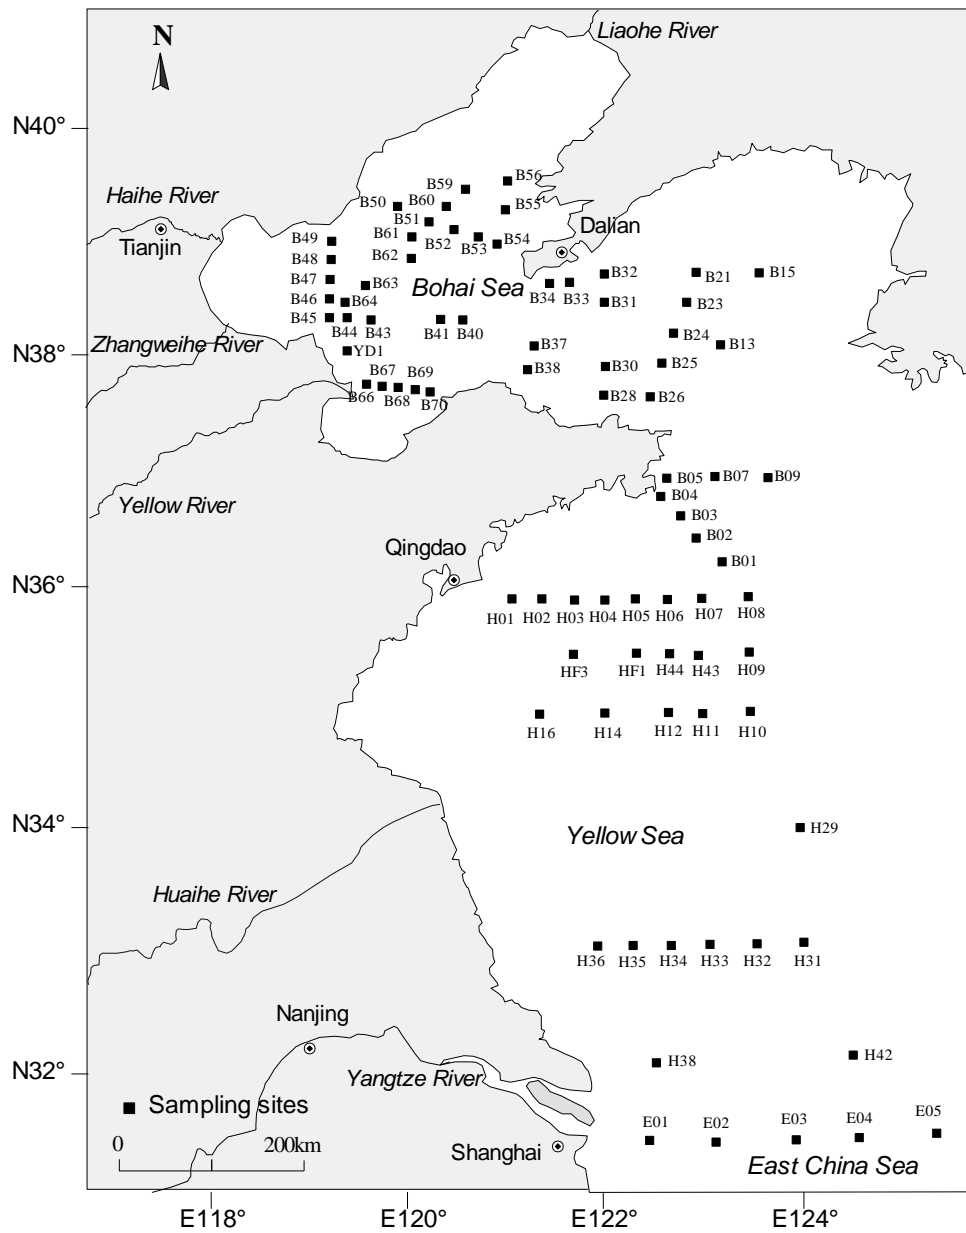 N
Liaohe River
N40°
B56
B59
Haihe River
B50
B60
B55
B51
Dalian
Tianjin
B49
B61
B52
B53
B54
B48
B62
B32
B21
B15
B47
B63
Bohai Sea
B34
B33
B46
B64
B31
B23
B45
B44
B43
B41
B40
Zhangweihe River
B24
N38°
YD1
B37
B13
B67
B69
B38
B30
B25
B66
B68
B70
B28
B26
Yellow River
B05
B07
B09
B04
B03
B02
Qingdao
B01
N36°
H01
H02
H03
H04
H05
H06
H07
H08
HF3
HF1
H44
H43
H09
H16
H14
H12
H11
H10
N34°
Yellow Sea
H29
Huaihe River
H36
H35
H34
H33
H32
H31
Nanjing
H38
H42
N32°
Yangtze River
Sampling sites
E01
E02
E03
E04
E05
0
200km
Shanghai
East China Sea
E118°
E120°
E122°
E124°